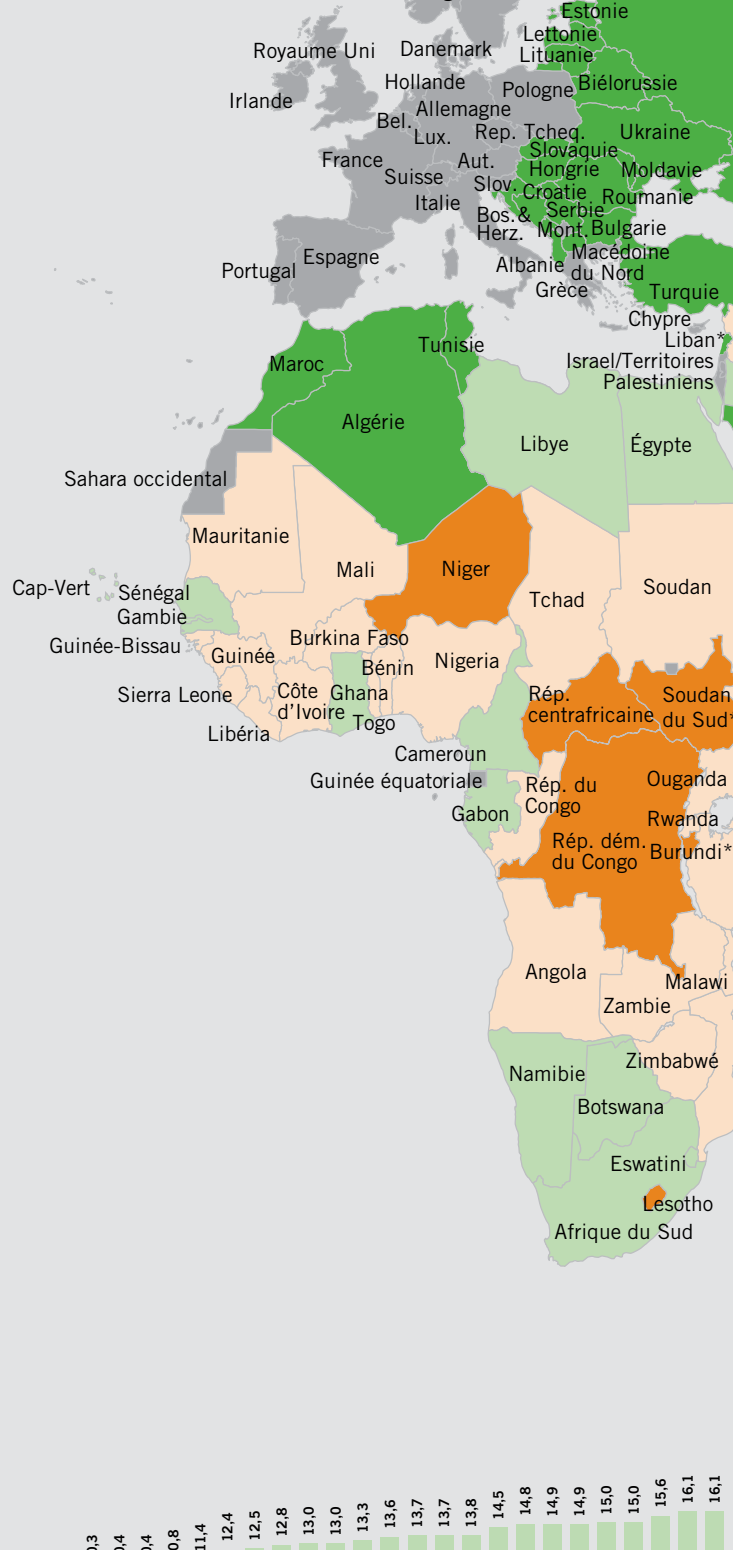 Estonie
Lettonie
Lituanie
Royaume Uni
Danemark
Hollande
Pologne
Biélorussie
Irlande
Allemagne
Bel.
Lux.
Rep. Tcheq.
Ukraine
Slovaquie
France
Aut.
Hongrie
Moldavie
Suisse
Slov.
Croatie
Roumanie
Italie
Serbie
Bos.&
Herz.
Mont.
Bulgarie
Espagne
Portugal
Albanie
Macédoine
du Nord
Grèce
Turquie
Chypre
Liban*
Israel/Territoires
Palestiniens
Tunisie
Maroc
Algérie
Libye
Égypte
Sahara occidental
Mauritanie
Mali
Niger
Tchad
Soudan
Cap-Vert
Sénégal
Gambie
Guinée-Bissau
Burkina Faso
Guinée
Bénin
Nigeria
Sierra Leone
Côte
d’Ivoire
Ghana
Togo
Libéria
Rép.
centrafricaine
Soudan
du Sud*
Cameroun
Guinée équatoriale
Gabon
Rép. du
Congo
Ouganda
Rwanda
Rép. dém.
du Congo
Burundi*
Angola
Malawi
Zambie
Zimbabwé
Namibie
Botswana
Eswatini
Lesotho
Afrique du Sud
0,8
11,4
12,4
12,5
12,8
13,0
13,0
13,3
13,6
13,7
13,7
13,8
14,5
14,8
14,9
14,9
15,0
15,0
15,6
16,1
16,1